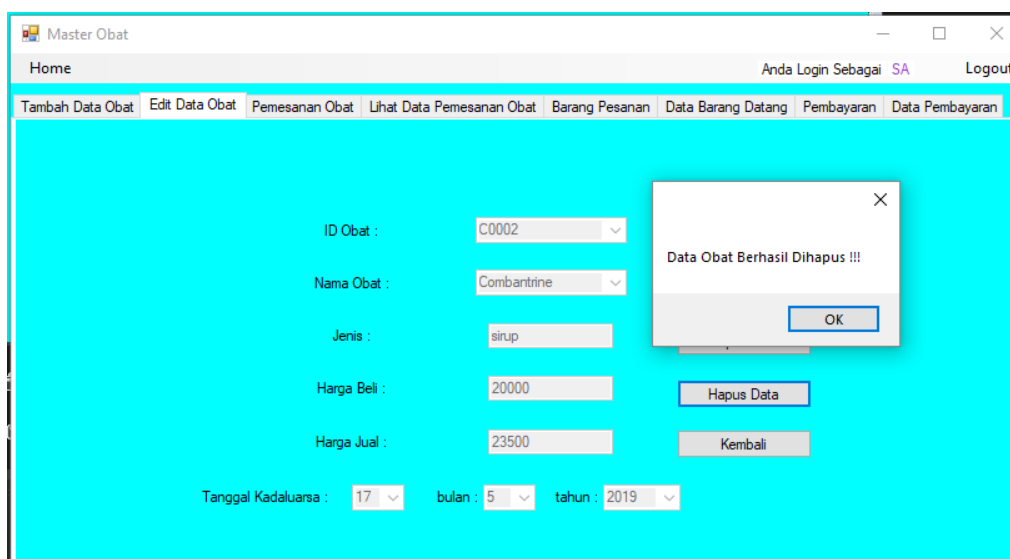 Master Obat
Home Anda Login Sebagai SA Logout
Tambah Data Obat Edit Data Obat Pemesanan Obat Lihat Data Pemesanan Obat Barang Pesanan Data Barang Datang Pembayaran Data Pembayaran
ID Obat : C0002
Nama Obat : Combantrine
Data Obat Berhasil Dihapus !!!
OK
Jenis : sirup
Harga Beli : 20000
Hapus Data
Harga Jual : 23500
Kembali
Tanggal Kadaluarsa : 17 bulan : 5 tahun : 2019